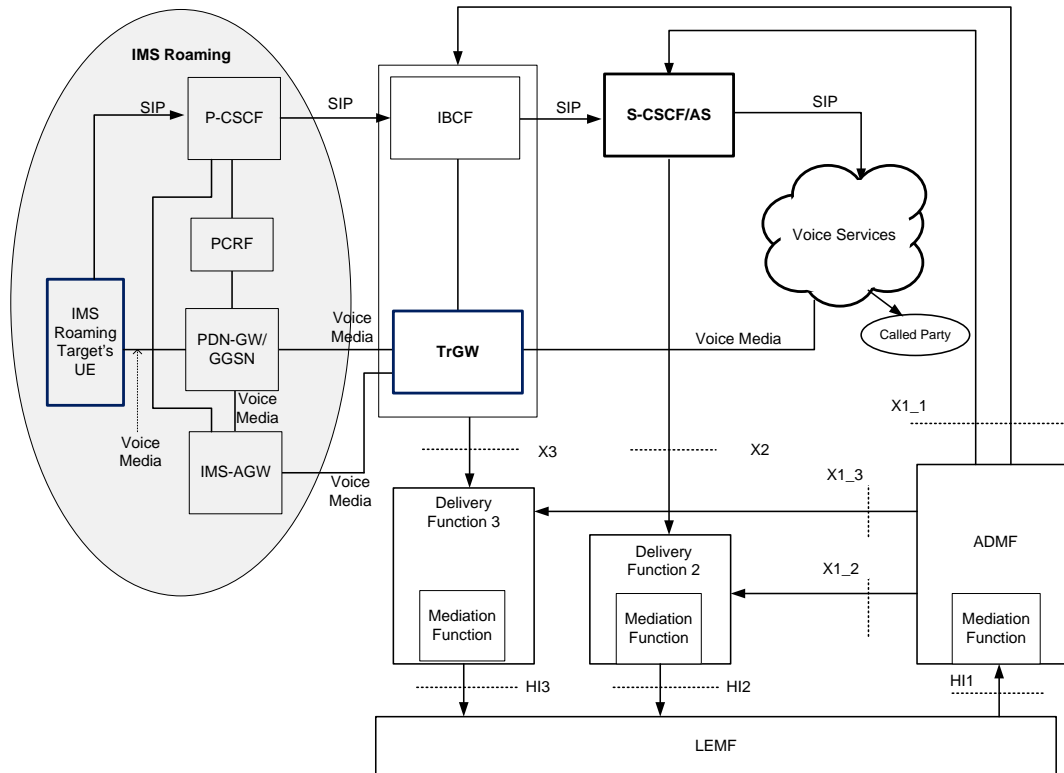 IMS Roaming
SIP
P-CSCF
SIP
IBCF
SIP
S-CSCF/AS
SIP
Voice Services
PCRF
IMS
Roaming
Target's
UE
PDN-GW/
GGSN
Voice
Media
TrGW
Voice Media
Called Party
Voice
Media
Voice
Media
IMS-AGW
Voice
Media
X3
X2
X1_1
X1_3
X1_2
Delivery
Function 3
Mediation
Function
Delivery
Function 2
Mediation
Function
ADMF
Mediation
Function
HI3
HI2
HI1
LEMF